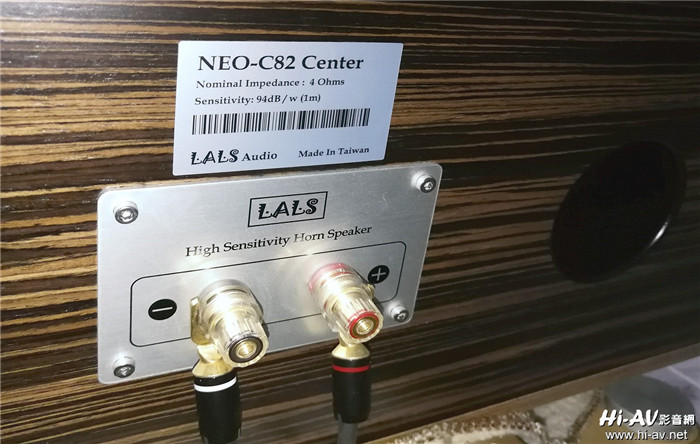 NEO-C82 Center
Nominal Impedance : 4 Ohms
Sensitivity: 94dB / w (1m)
LALS Audio Made In Taiwan
LALS
High Sensitivity Horn Speaker
− +
Hi-AV影音網
www.hi-av.net